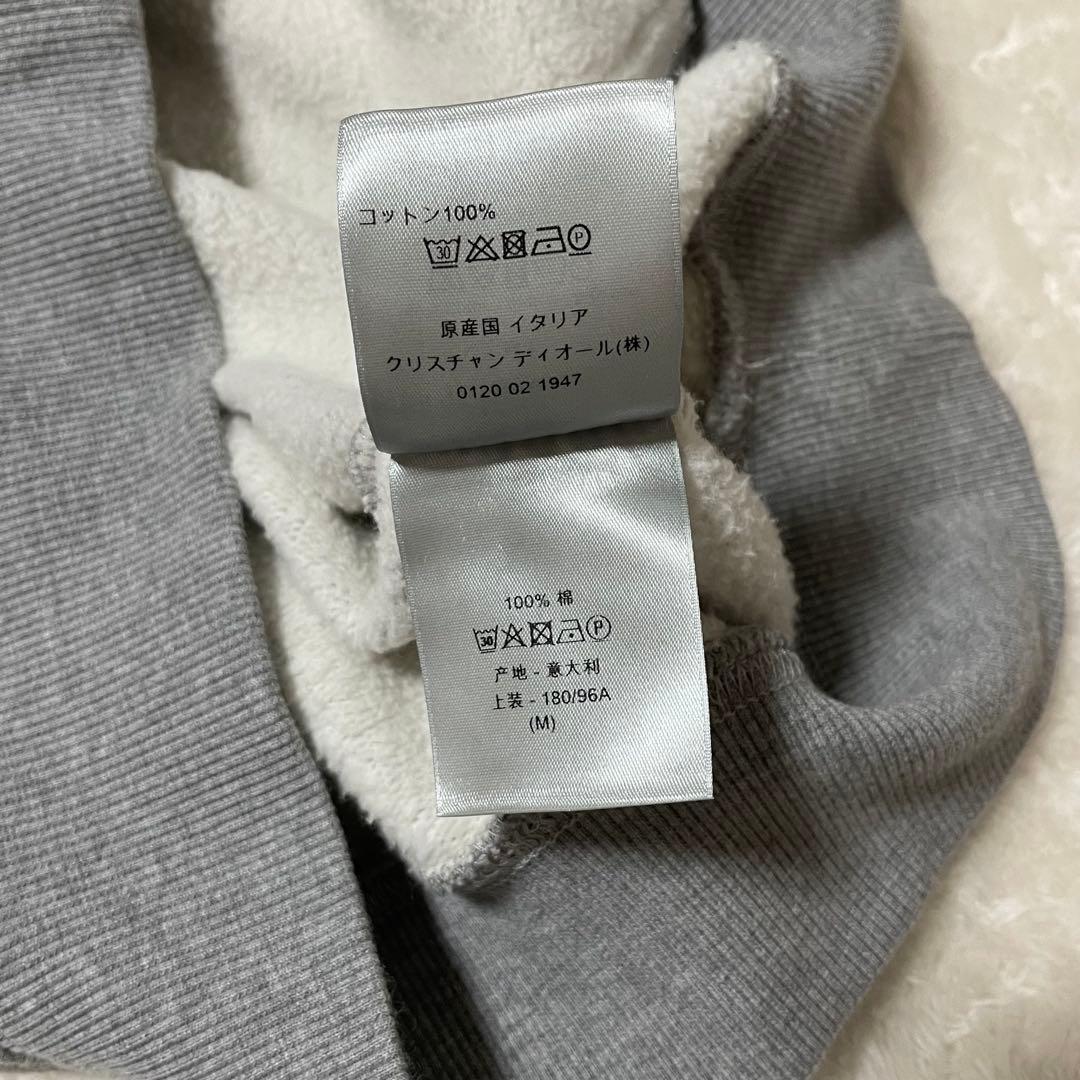 コットン100%
30 P
原産国 イタリア
クリスチャン ディオール(株)
0120 02 1947
100% 棉
30 P
产地 - 意大利
上装 - 180/96A
(M)